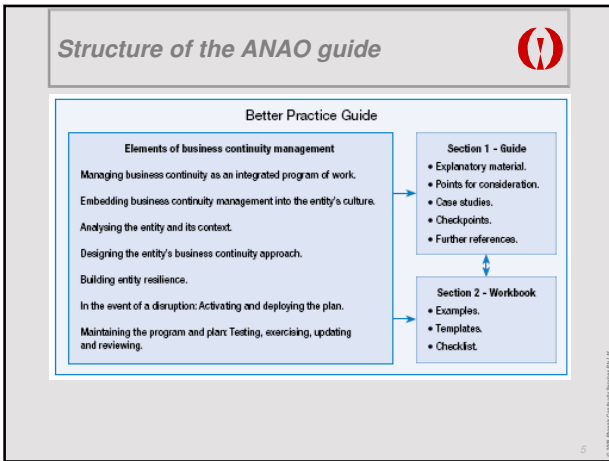 Structure of the ANAO guide
Better Practice Guide
Elements of business continuity management
Managing business continuity as an integrated program of work.
Embedding business continuity management into the entity's culture.
Analysing the entity and its context.
Designing the entity's business continuity approach.
Building entity resilience.
In the event of a disruption: Activating and deploying the plan.
Maintaining the program and plan: Testing, exercising, updating
and reviewing.
Section 1 - Guide
• Explanatory material.
• Points for consideration.
• Case studies.
• Checkpoints.
• Further references.
Section 2 - Workbook
• Examples.
• Templates.
• Checklist.
5